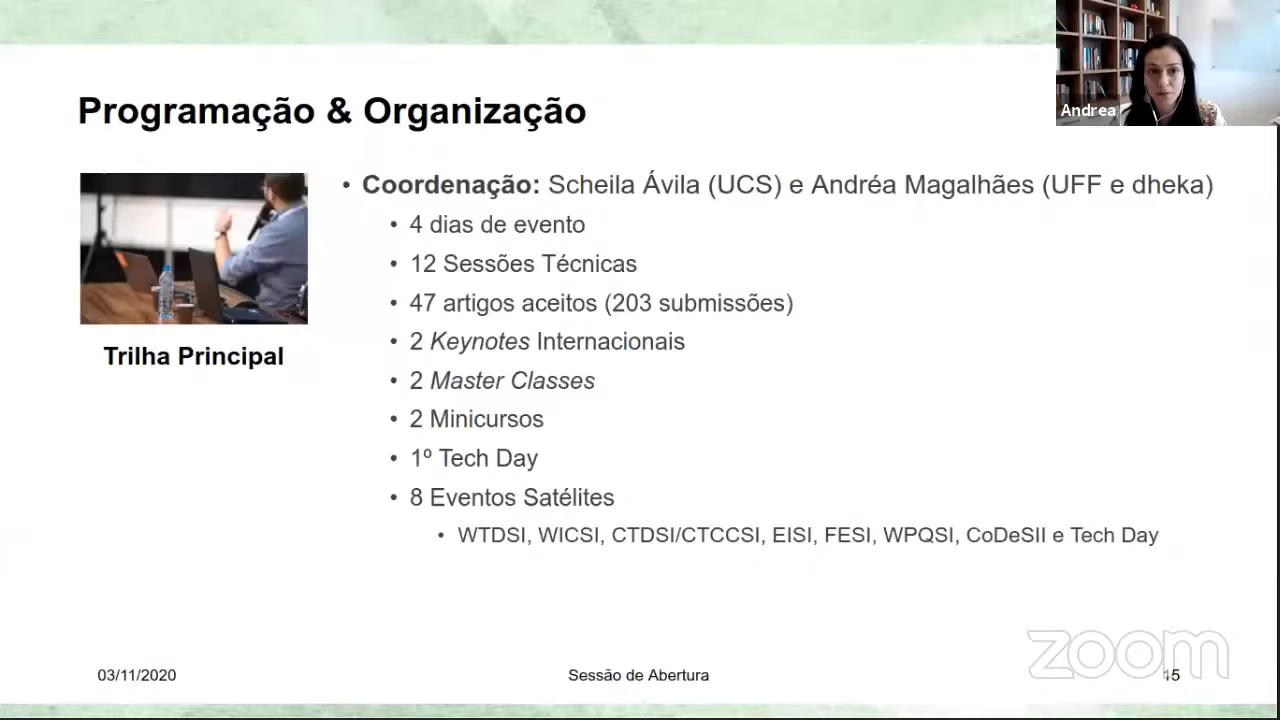 Programação & Organização
Andrea
• Coordenação: Scheila Ávila (UCS) e Andréa Magalhães (UFF e dheka)
• 4 dias de evento
• 12 Sessões Técnicas
• 47 artigos aceitos (203 submissões)
• 2 Keynotes Internacionais
• 2 Master Classes
• 2 Minicursos
• 1º Tech Day
• 8 Eventos Satélites
• WTDSI, WICSI, CTDSI/CTCCSI, EISI, FESI, WPQSI, CoDeSII e Tech Day
Trilha Principal
03/11/2020
Sessão de Abertura
15
zoom